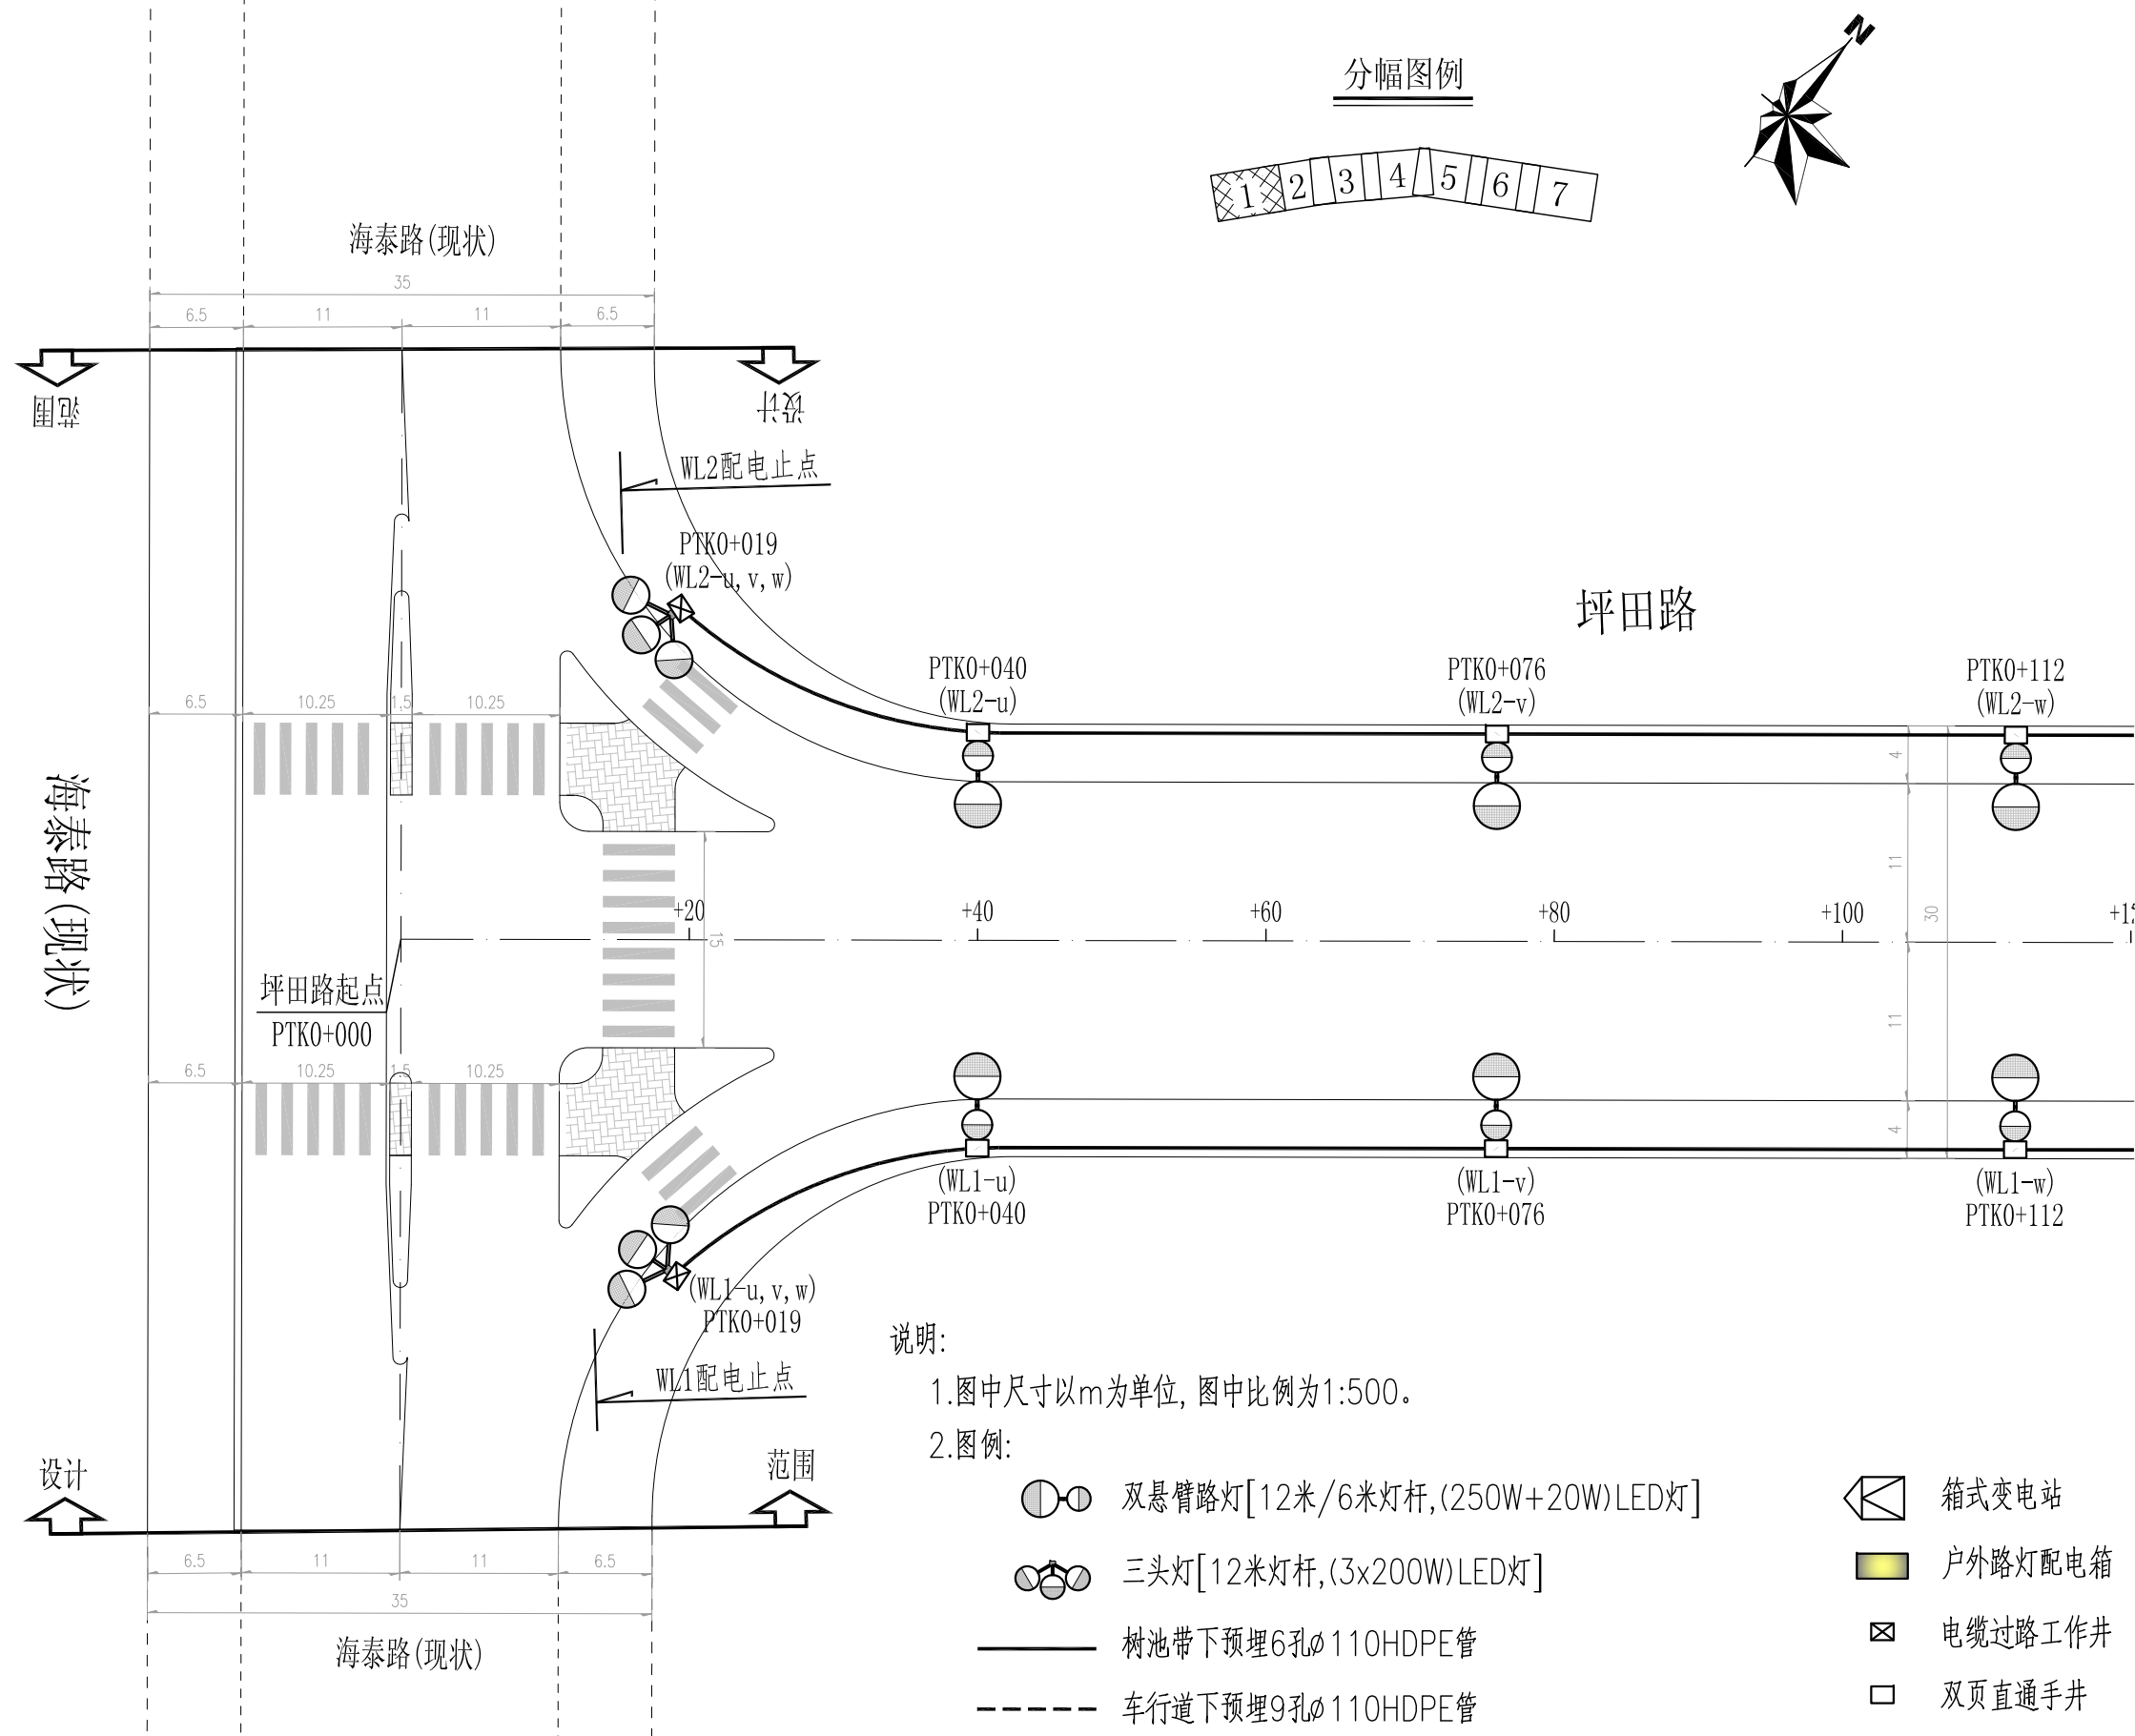 分幅图例
N
1 2 3 4 5 6 7
海泰路(现状)
35
6.5 11 11 6.5
范围
设计
WL2配电止点
PTK0+019
(WL2-u,v,w)
坪田路
PTK0+040
(WL2-u)
PTK0+076
(WL2-v)
PTK0+112
(WL2-w)
6.5 10.25 1.5 10.25
4
海泰路(现状)
11
+20 +40 +60 +80 +100
30
15
坪田路起点
PTK0+000
11
6.5 10.25 1.5 10.25
4
(WL1-u)
PTK0+040
(WL1-v)
PTK0+076
(WL1-w)
PTK0+112
(WL1-u,v,w)
PTK0+019
WL1配电止点
设计
范围
6.5 11 11 6.5
35
海泰路(现状)
说明:
1.图中尺寸以m为单位,图中比例为1:500。
2.图例:
双悬臂路灯[12米/6米灯杆,(250W+20W)LED灯]
三头灯[12米灯杆,(3x200W)LED灯]
树池带下预埋6孔ø110HDPE管
车行道下预埋9孔ø110HDPE管
箱式变电站
户外路灯配电箱
电缆过路工作井
双页直通手井